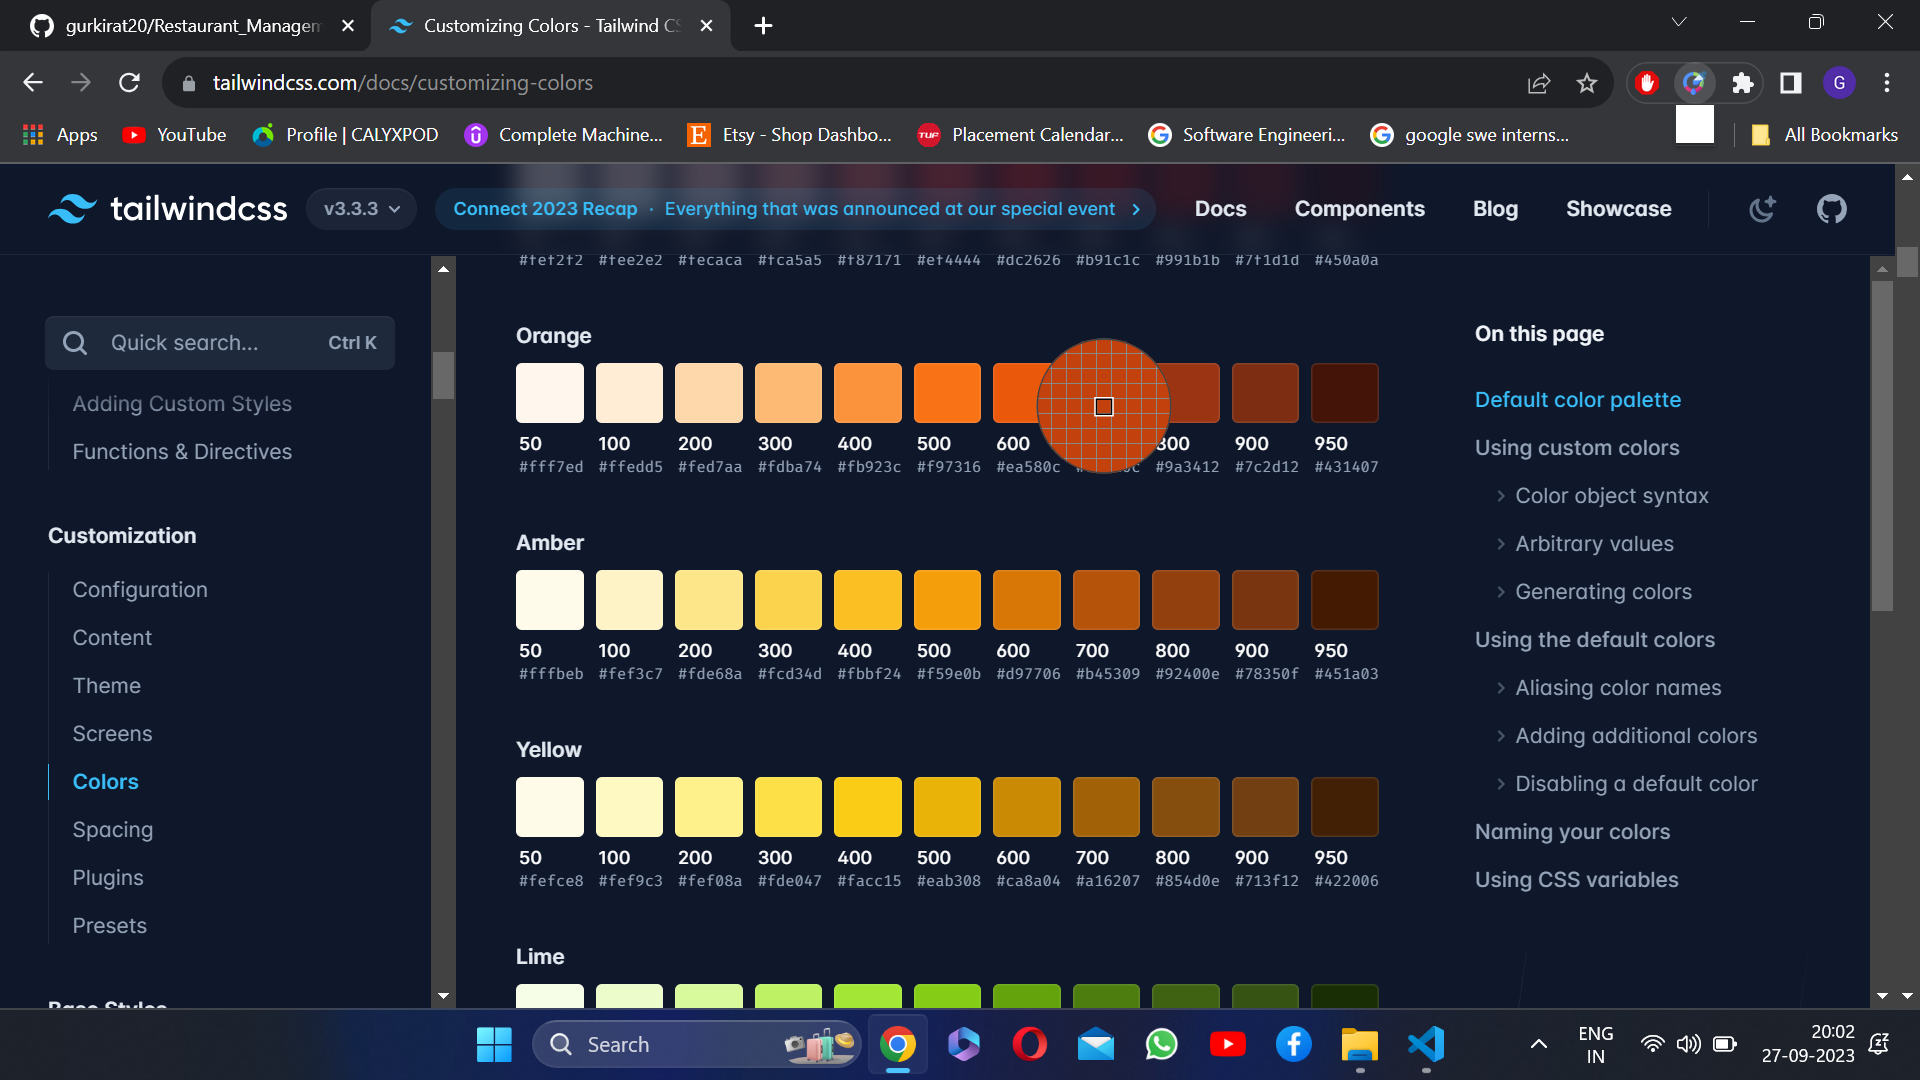 gurkirat20/Restaurant_Managem
Customizing Colors - Tailwind CS
tailwindcss.com/docs/customizing-colors
G
Apps
YouTube
Profile | CALYXPOD
Complete Machine...
Etsy - Shop Dashbo...
Placement Calendar...
Software Engineeri...
google swe interns...
All Bookmarks
tailwindcss
v3.3.3
Connect 2023 Recap · Everything that was announced at our special event
Docs
Components
Blog
Showcase
Quick search...
Ctrl K
Adding Custom Styles
Functions & Directives
Customization
Configuration
Content
Theme
Screens
Colors
Spacing
Plugins
Presets
Base Styles
#fef2f2 #fee2e2 #fecaca #fca5a5 #f87171 #ef4444 #dc2626 #b91c1c #991b1b #7f1d1d #450a0a
Orange
50 100 200 300 400 500 600 800 900 950
#fff7ed #ffedd5 #fed7aa #fdba74 #fb923c #f97316 #ea580c #9a3412 #7c2d12 #431407
Amber
50 100 200 300 400 500 600 700 800 900 950
#fffbeb #fef3c7 #fde68a #fcd34d #fbbf24 #f59e0b #d97706 #b45309 #92400e #78350f #451a03
Yellow
50 100 200 300 400 500 600 700 800 900 950
#fefce8 #fef9c3 #fef08a #fde047 #facc15 #eab308 #ca8a04 #a16207 #854d0e #713f12 #422006
Lime
On this page
Default color palette
Using custom colors
Color object syntax
Arbitrary values
Generating colors
Using the default colors
Aliasing color names
Adding additional colors
Disabling a default color
Naming your colors
Using CSS variables
Search
ENG
IN
20:02
27-09-2023